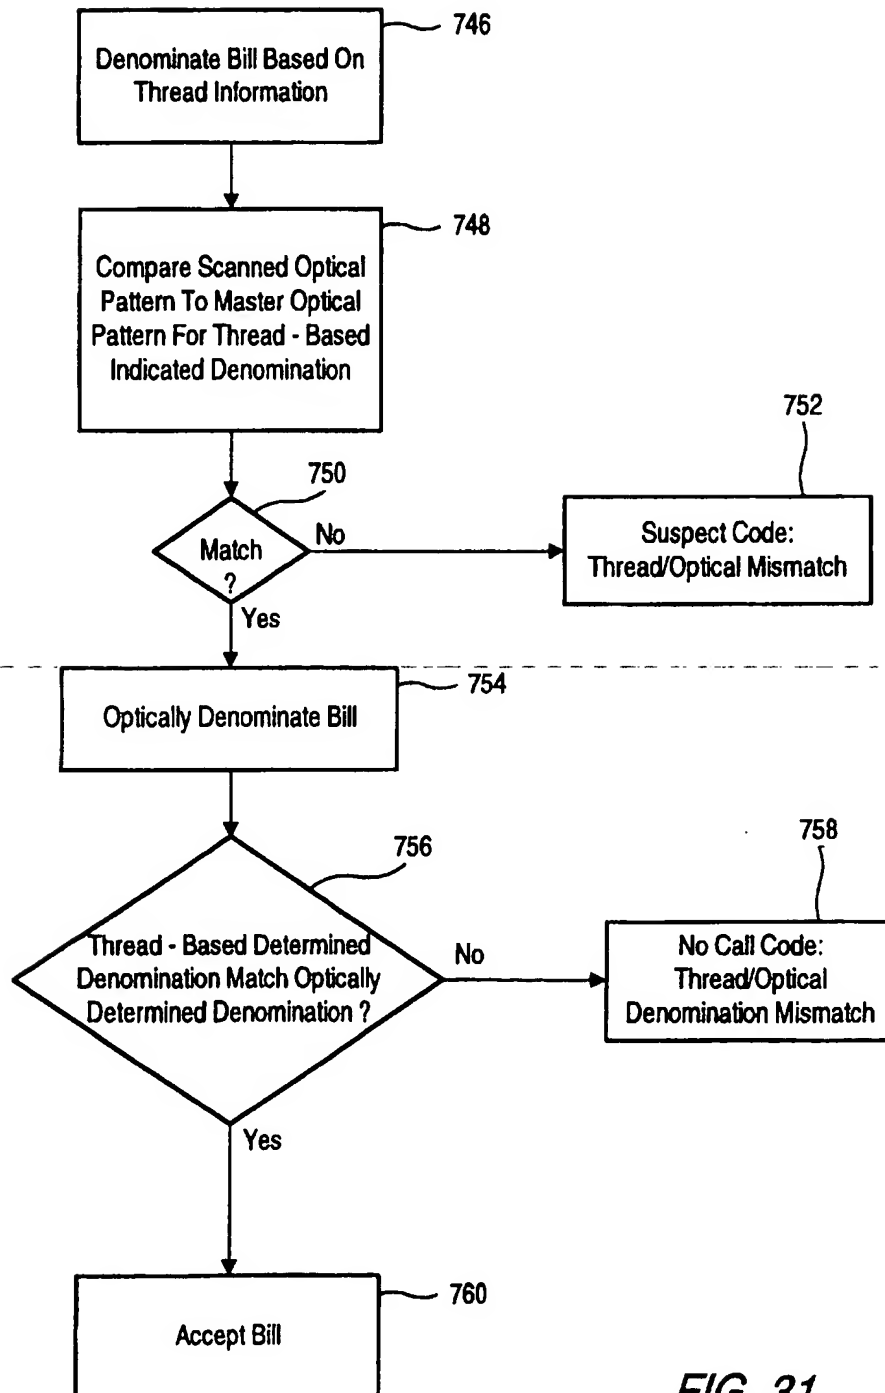 746
Denominate Bill Based On
Thread Information
748
Compare Scanned Optical
Pattern To Master Optical
Pattern For Thread - Based
Indicated Denomination
752
750
Match
?
No
Suspect Code:
Thread/Optical Mismatch
Yes
754
Optically Denominate Bill
756
758
Thread - Based Determined
Denomination Match Optically
Determined Denomination ?
No
No Call Code:
Thread/Optical
Denomination Mismatch
Yes
760
Accept Bill
FIG. 31